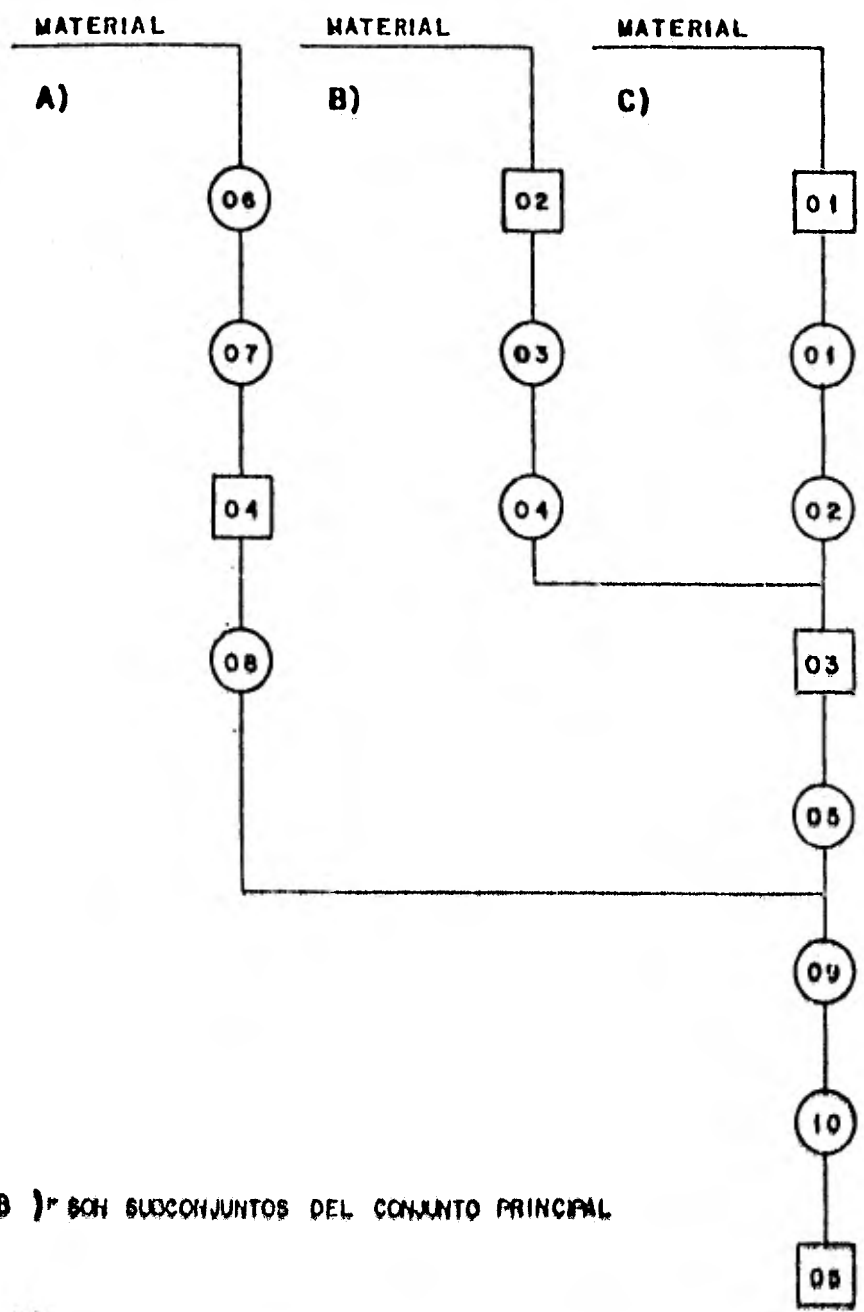 MATERIAL MATERIAL MATERIAL
A) B) C)
06 02 01
07 03 01
04 04 02
08 03
05
09
10
05
B )" SON SUBCONJUNTOS DEL CONJUNTO PRINCIPAL